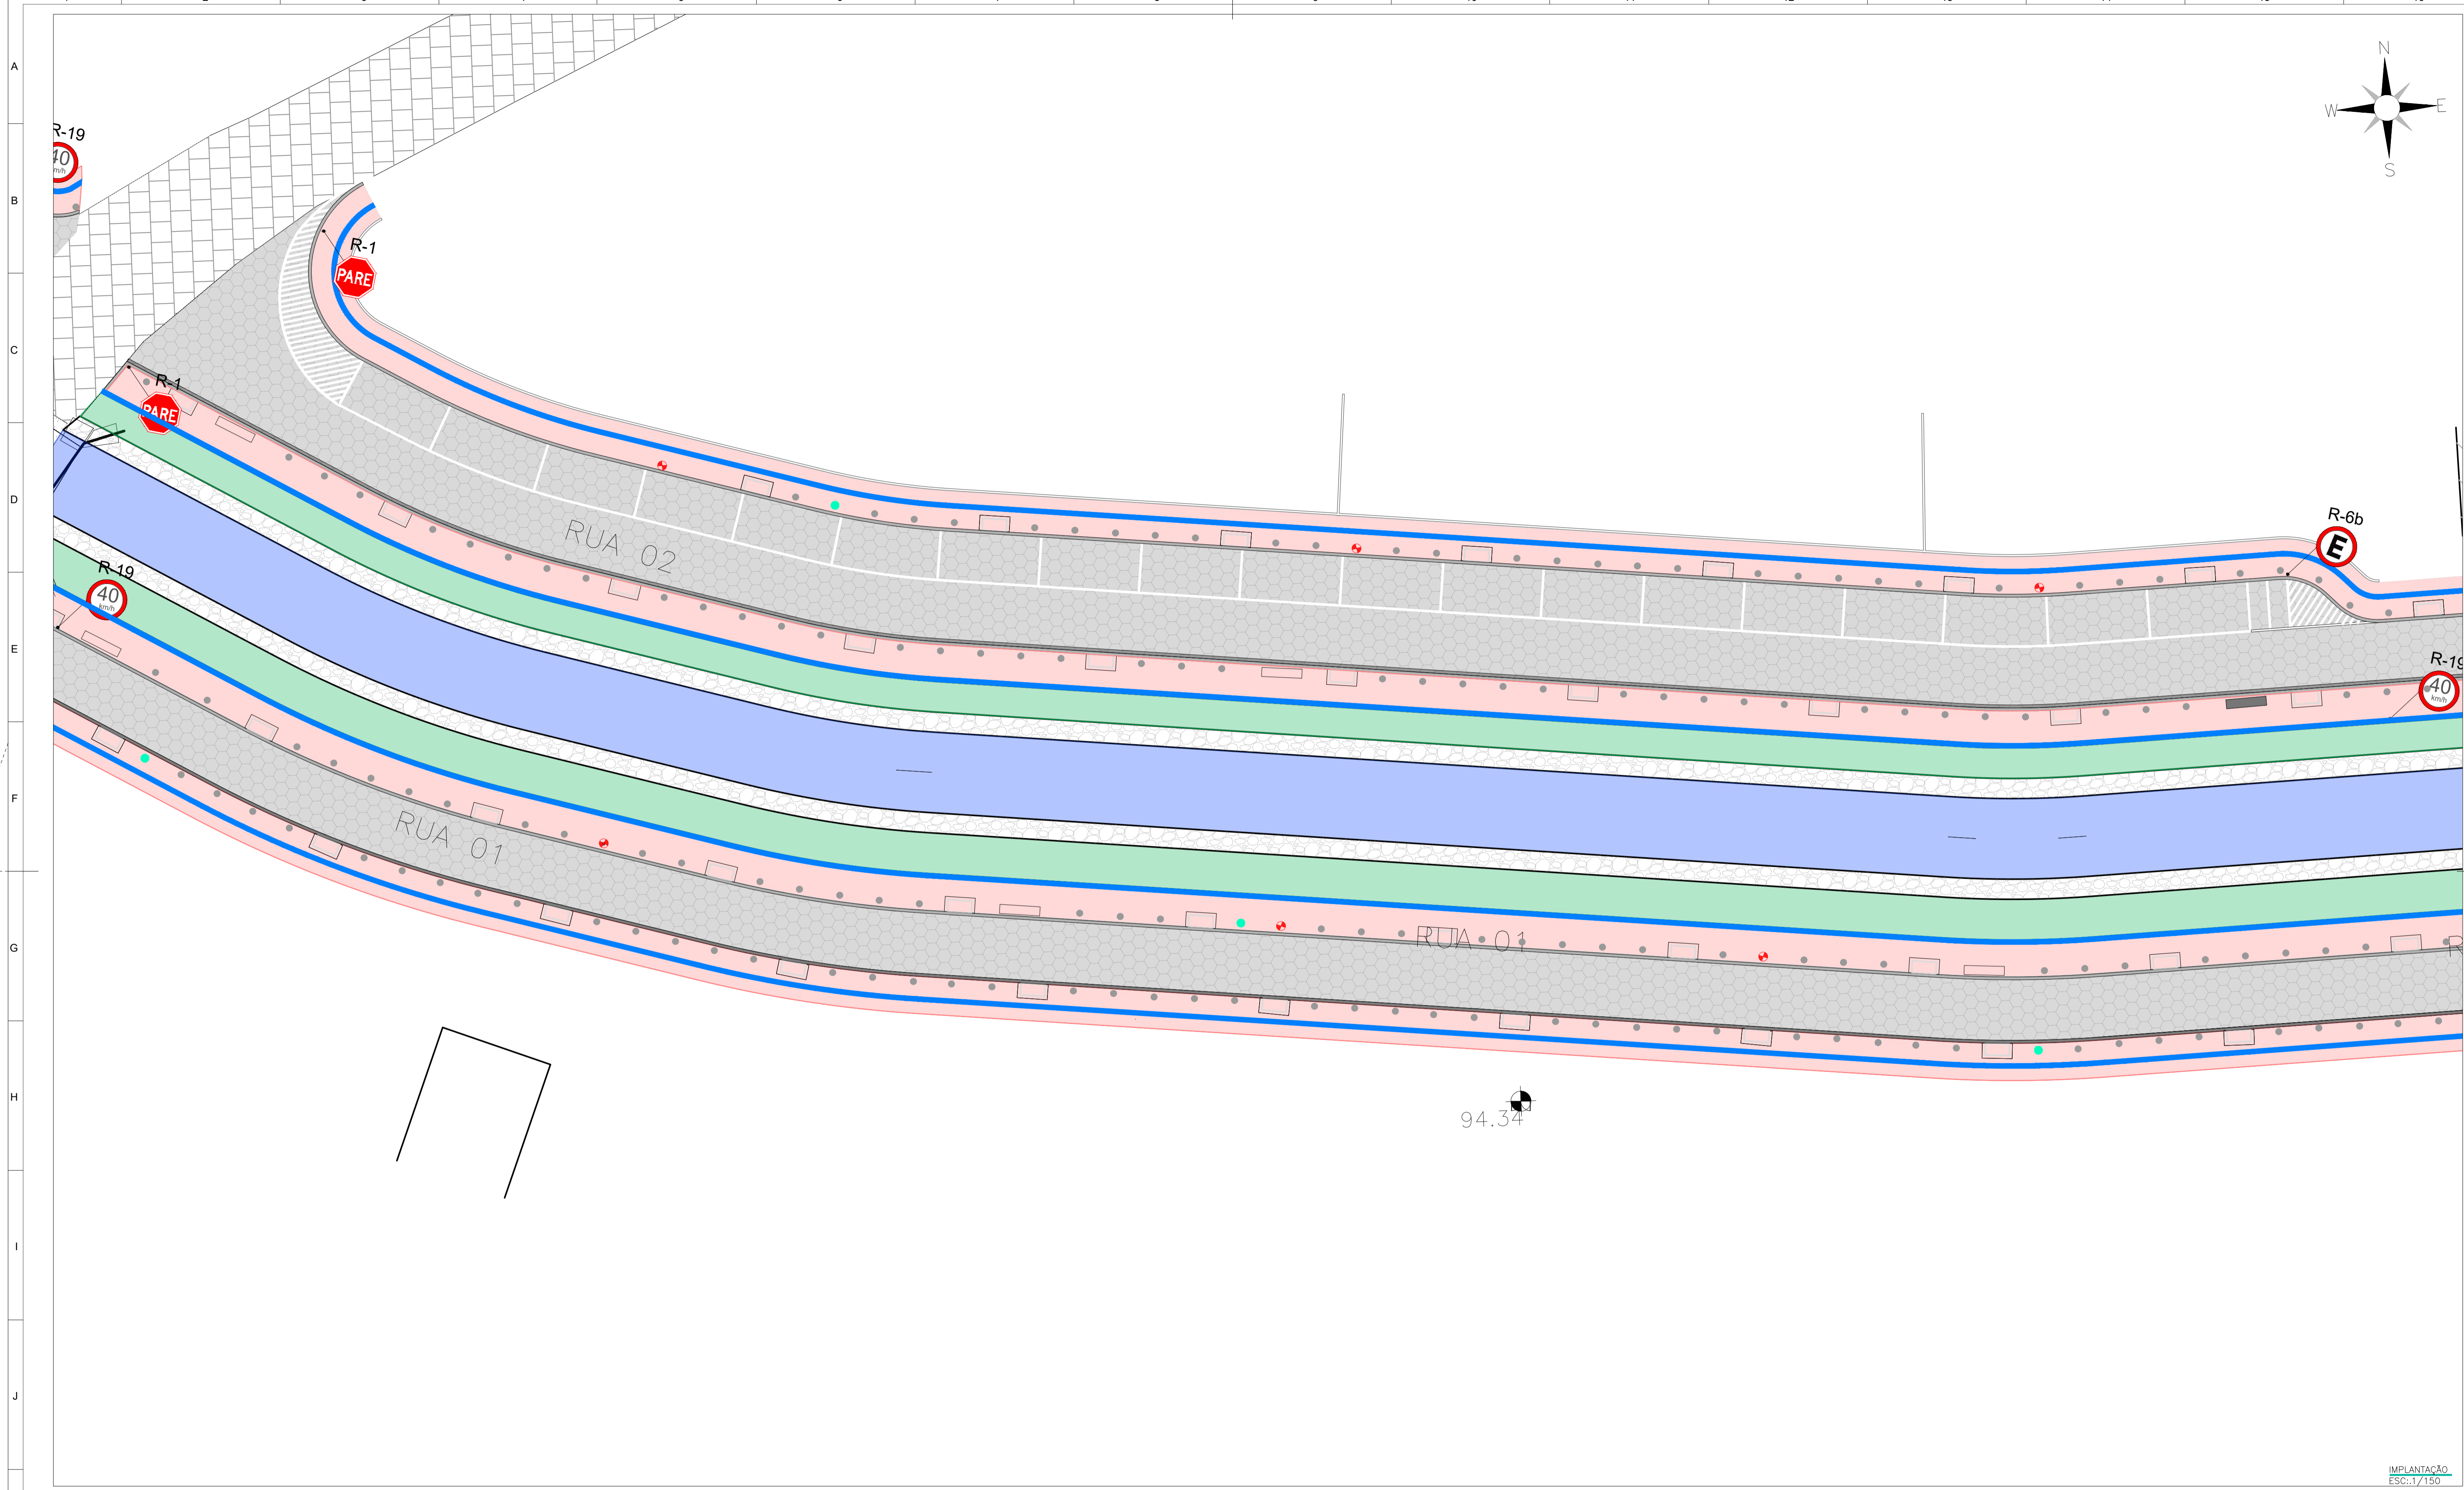 A
B
C
D
E
F
G
H
I
J
N
W
E
S
R-19
40
km/h
R-1
PARE
R-1
PARE
R-6b
E
RUA 02
R-19
40
km/h
R-19
40
km/h
RUA 01
RUA 01
R
94.34
IMPLANTAÇÃO
ESC.:1/150